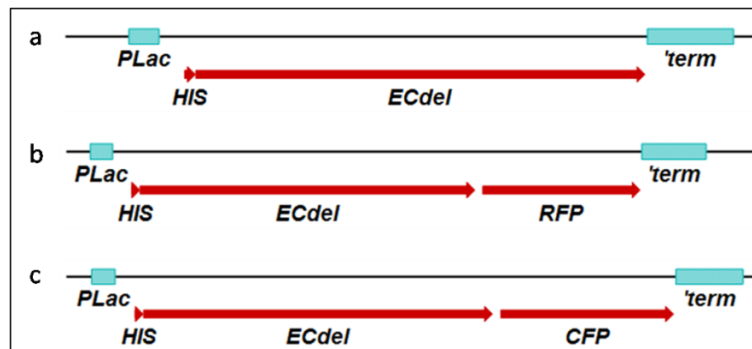 a
PLac 'term
HIS ECdel
b
PLac 'term
HIS ECdel RFP
c
PLac 'term
HIS ECdel CFP